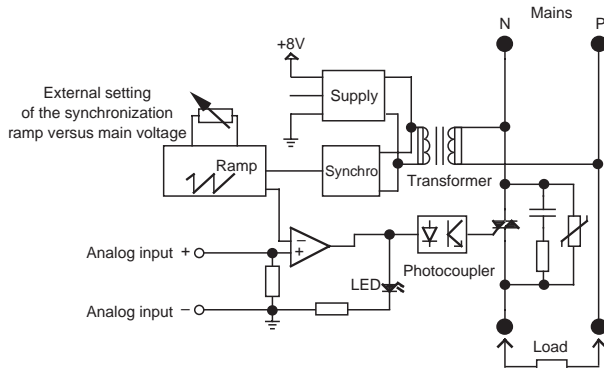 Mains
N
P
+8V
External setting
of the synchronization
ramp versus main voltage
Supply
Ramp
Synchro
Transformer
−
+
Analog input +
Photocoupler
LED
Analog input −
Load